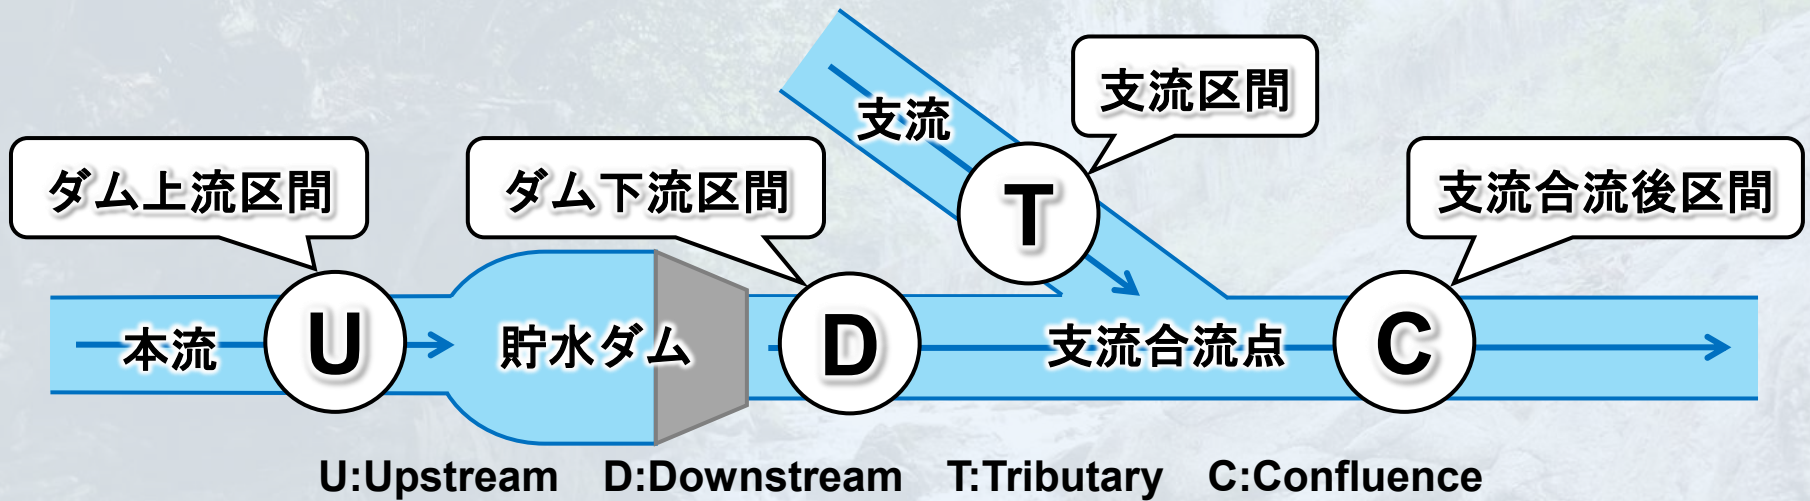 支流区間
支流
ダム上流区間
ダム下流区間
T
支流合流後区間
本流
U
貯水ダム
D
支流合流点
C
U:Upstream D:Downstream T:Tributary C:Confluence